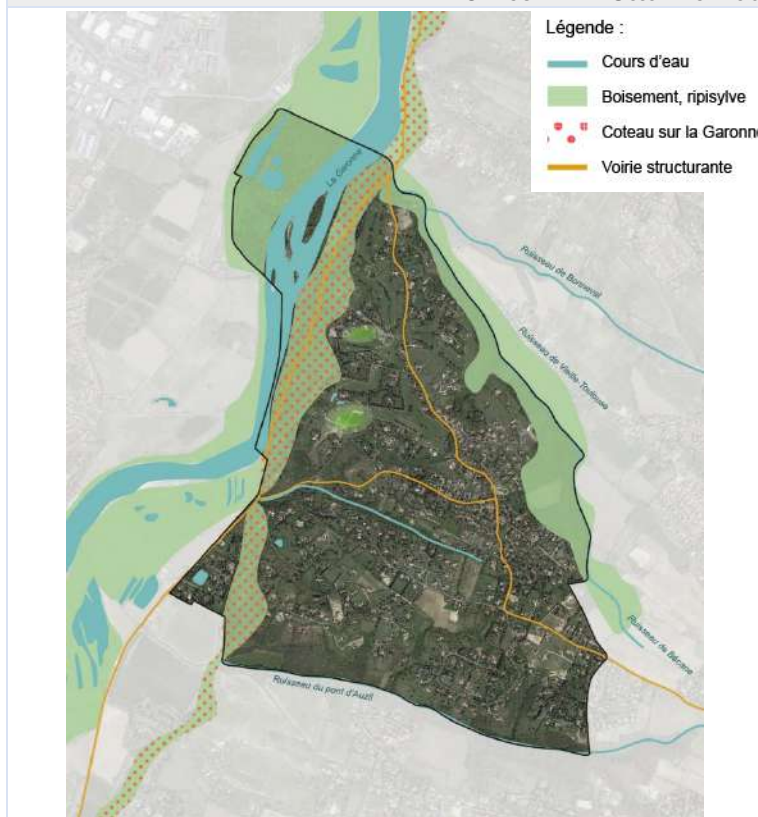 Légende :
Cours d'eau
Boisement, ripisylve
Coteau sur la Garonne
Voirie structurante
La Garonne
Ruisseau de Bonneval
Ruisseau de Vieille-Toulouse
Ruisseau de Bécane
Ruisseau du pont d'Auzil